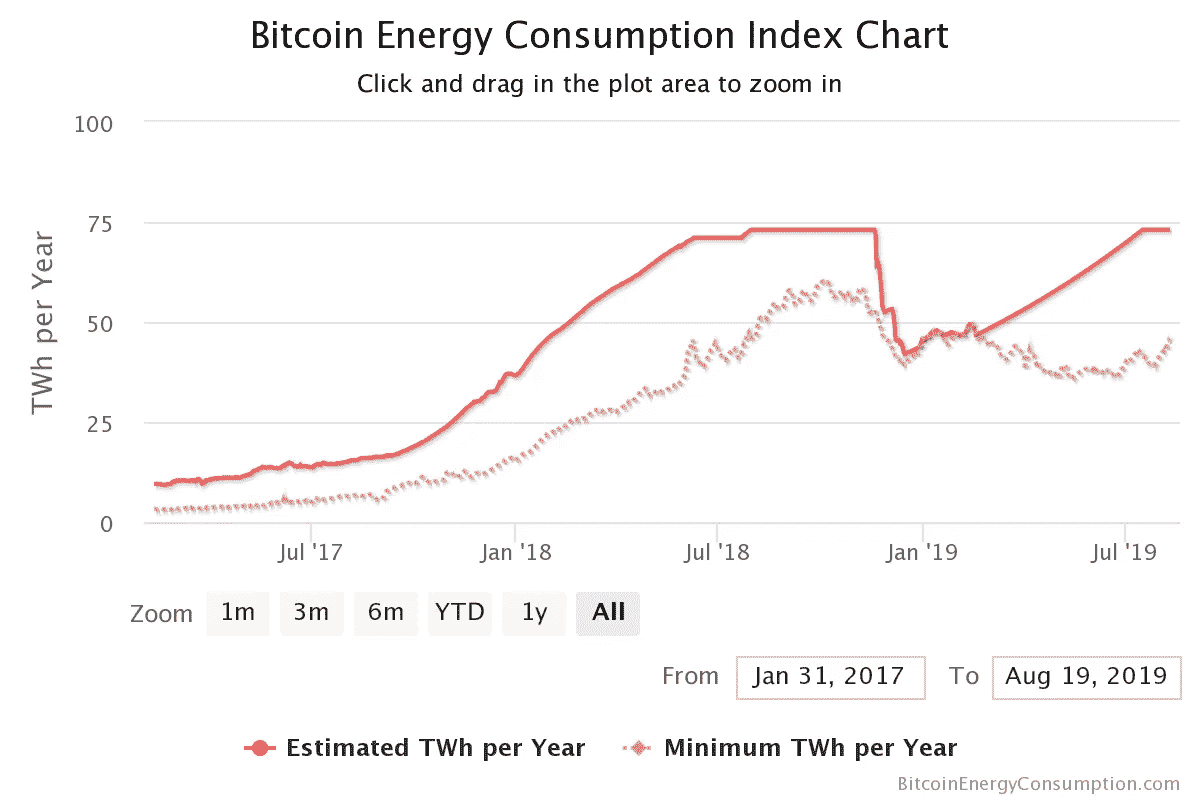 Bitcoin Energy Consumption Index Chart
Click and drag in the plot area to zoom in
TWh per Year
100
75
50
25
0
Jul '17 Jan '18 Jul '18 Jan '19 Jul '19
Zoom 1m 3m 6m YTD 1y All
From Jan 31, 2017 To Aug 19, 2019
Estimated TWh per Year Minimum TWh per Year
BitcoinEnergyConsumption.com